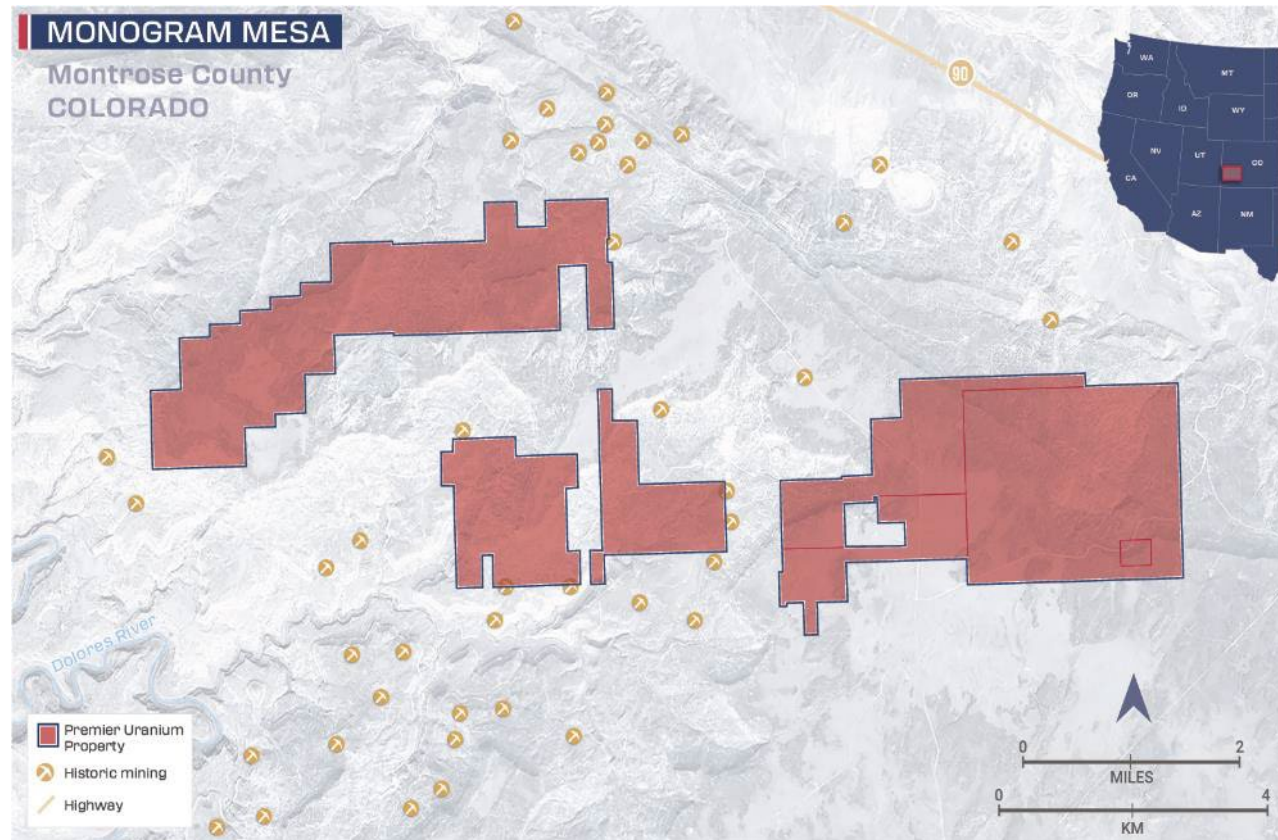 MONOGRAM MESA
Montrose County
COLORADO
90
WA
MT
OR
ID
WY
NV
UT
CO
CA
AZ
NM
Dolores River
Premier Uranium
Property
Historic mining
Highway
0
2
MILES
0
4
KM